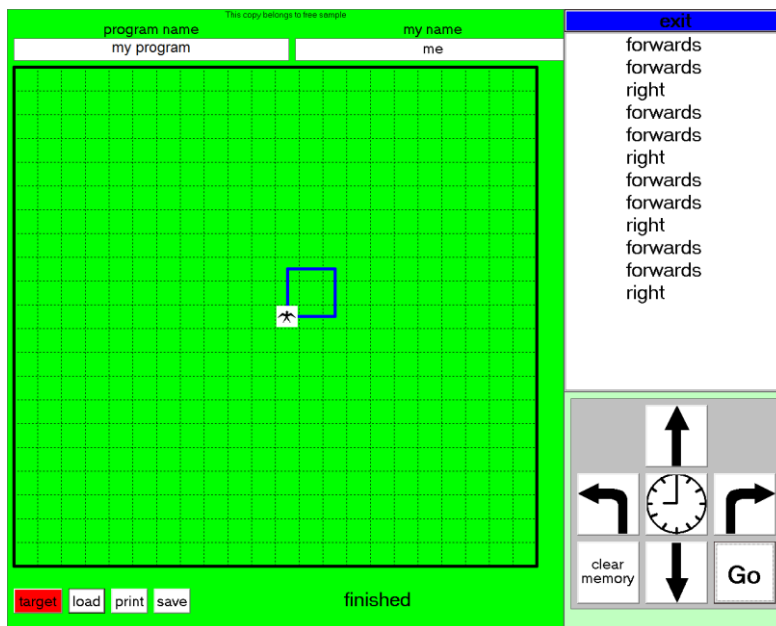 This copy belongs to free sample
program name
my name
my program
me
exit
forwards
forwards
right
forwards
forwards
right
forwards
forwards
right
forwards
forwards
right
clear
memory
Go
target
load
print
save
finished